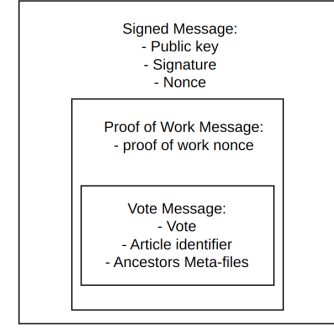 Signed Message:
- Public key
- Signature
- Nonce
Proof of Work Message:
- proof of work nonce
Vote Message:
- Vote
- Article identifier
- Ancestors Meta-files